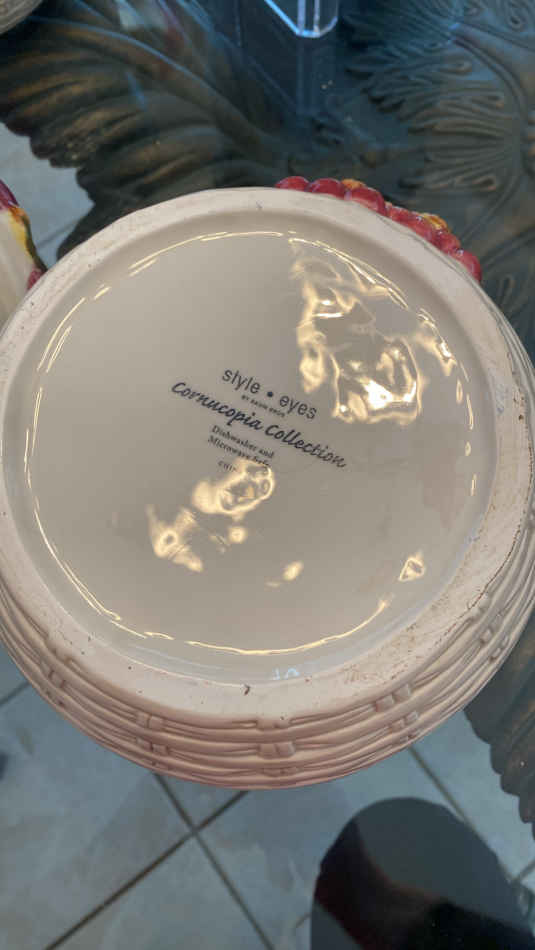 style • eyes
BY BAUM BROS.
Cornucopia Collection
Dishwasher and
Microwave Safe